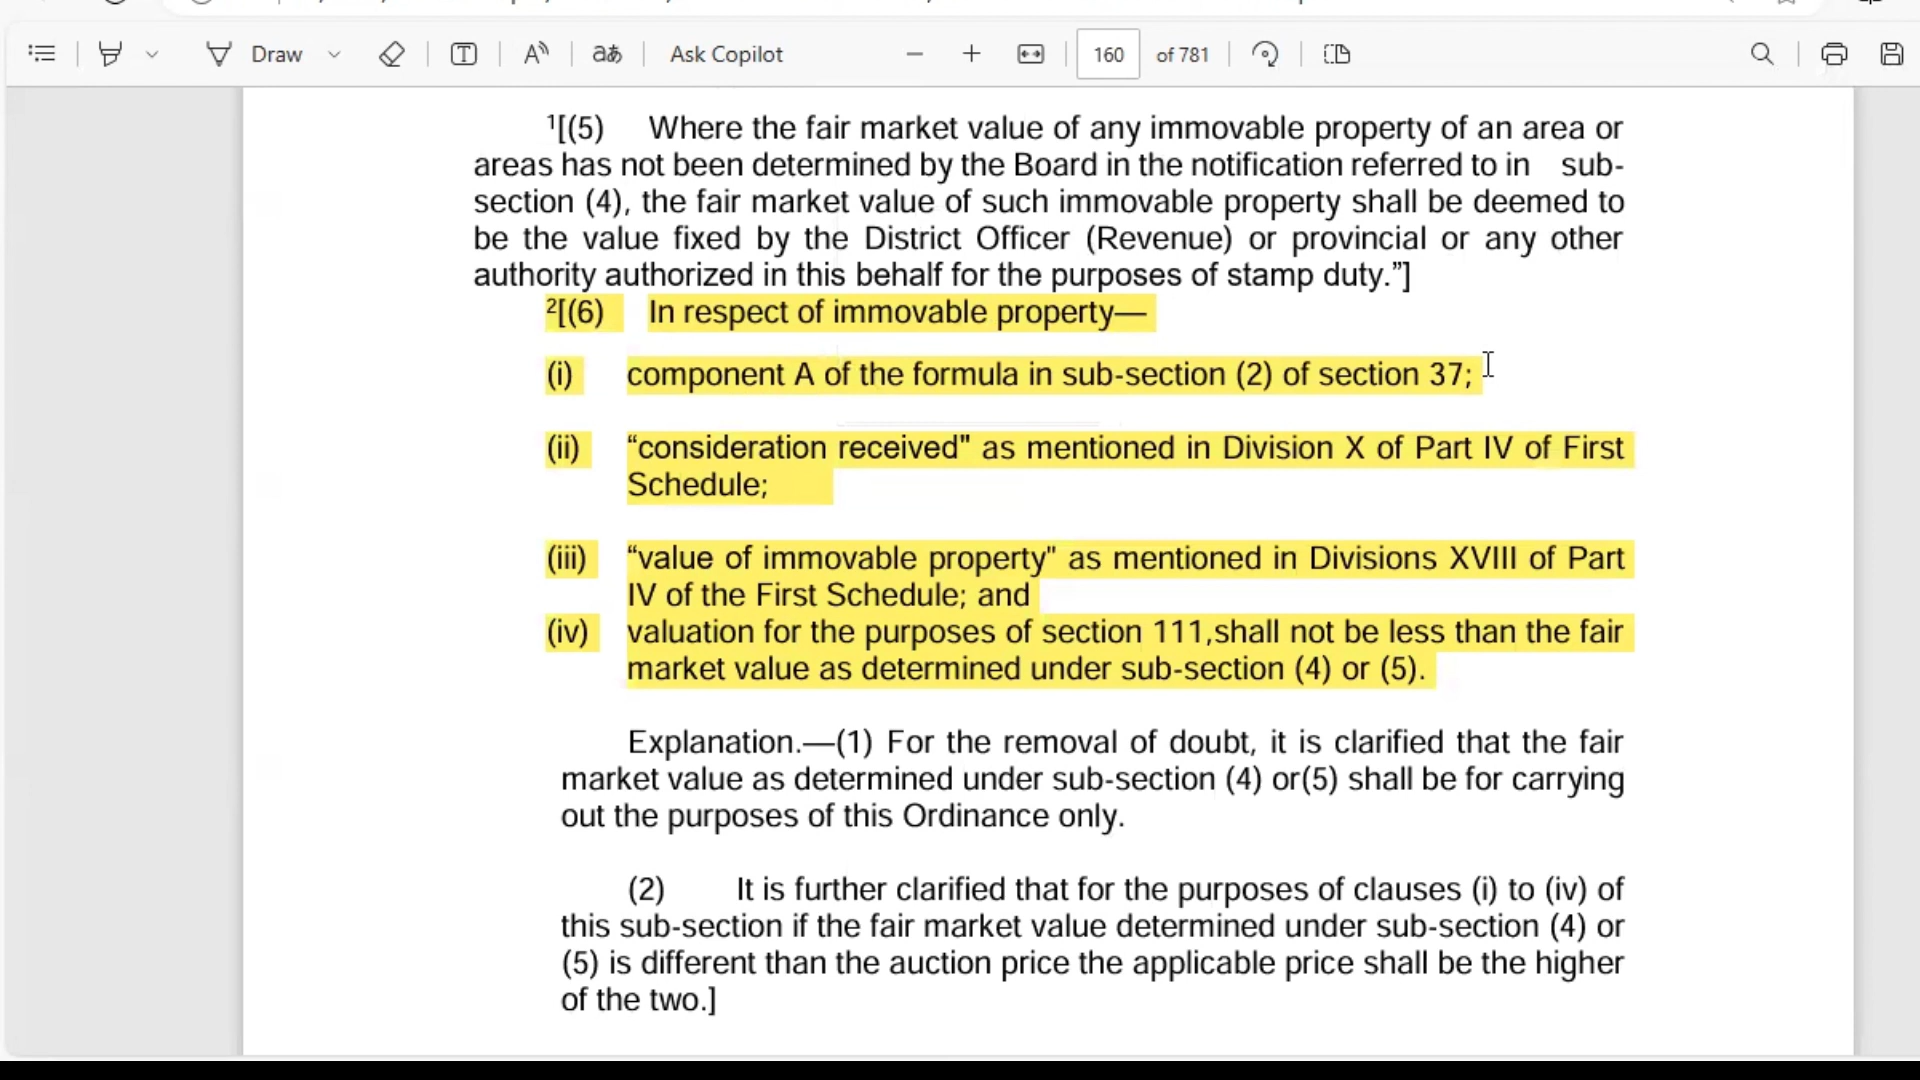 Draw
aあ
Ask Copilot
160 of 781
¹[(5) Where the fair market value of any immovable property of an area or
areas has not been determined by the Board in the notification referred to in sub-
section (4), the fair market value of such immovable property shall be deemed to
be the value fixed by the District Officer (Revenue) or provincial or any other
authority authorized in this behalf for the purposes of stamp duty.”]
²[(6) In respect of immovable property—
(i) component A of the formula in sub-section (2) of section 37;
(ii) “consideration received" as mentioned in Division X of Part IV of First
Schedule;
(iii) “value of immovable property" as mentioned in Divisions XVIII of Part
IV of the First Schedule; and
(iv) valuation for the purposes of section 111,shall not be less than the fair
market value as determined under sub-section (4) or (5).
Explanation.—(1) For the removal of doubt, it is clarified that the fair
market value as determined under sub-section (4) or(5) shall be for carrying
out the purposes of this Ordinance only.
(2) It is further clarified that for the purposes of clauses (i) to (iv) of
this sub-section if the fair market value determined under sub-section (4) or
(5) is different than the auction price the applicable price shall be the higher
of the two.]